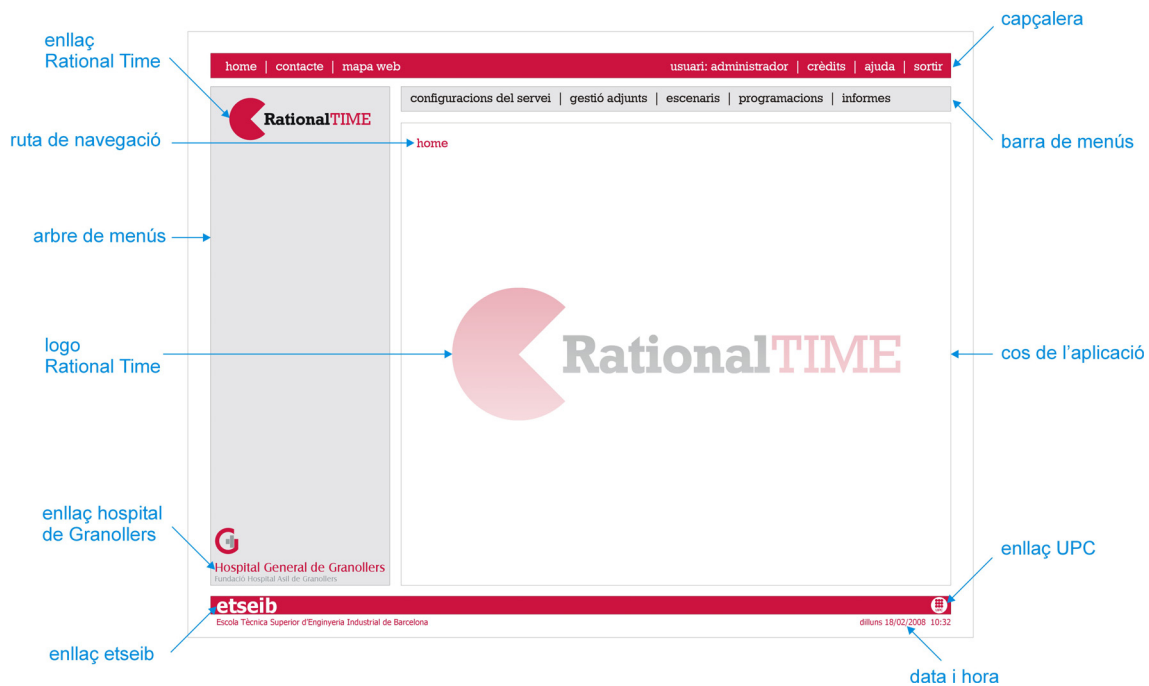 capçalera
enllaç
Rational Time
home | contacte | mapa web
usuari: administrador | crèdits | ajuda | sortir
configuracions del servei | gestió adjunts | escenaris | programacions | informes
RationalTIME
ruta de navegació
home
barra de menús
arbre de menús
logo
Rational Time
RationalTIME
cos de l'aplicació
enllaç hospital
de Granollers
Hospital General de Granollers
Fundació Hospital Asil de Granollers
enllaç UPC
etseib
Escola Tècnica Superior d'Enginyeria Industrial de Barcelona
dilluns 18/02/2008 10:32
enllaç etseib
data i hora